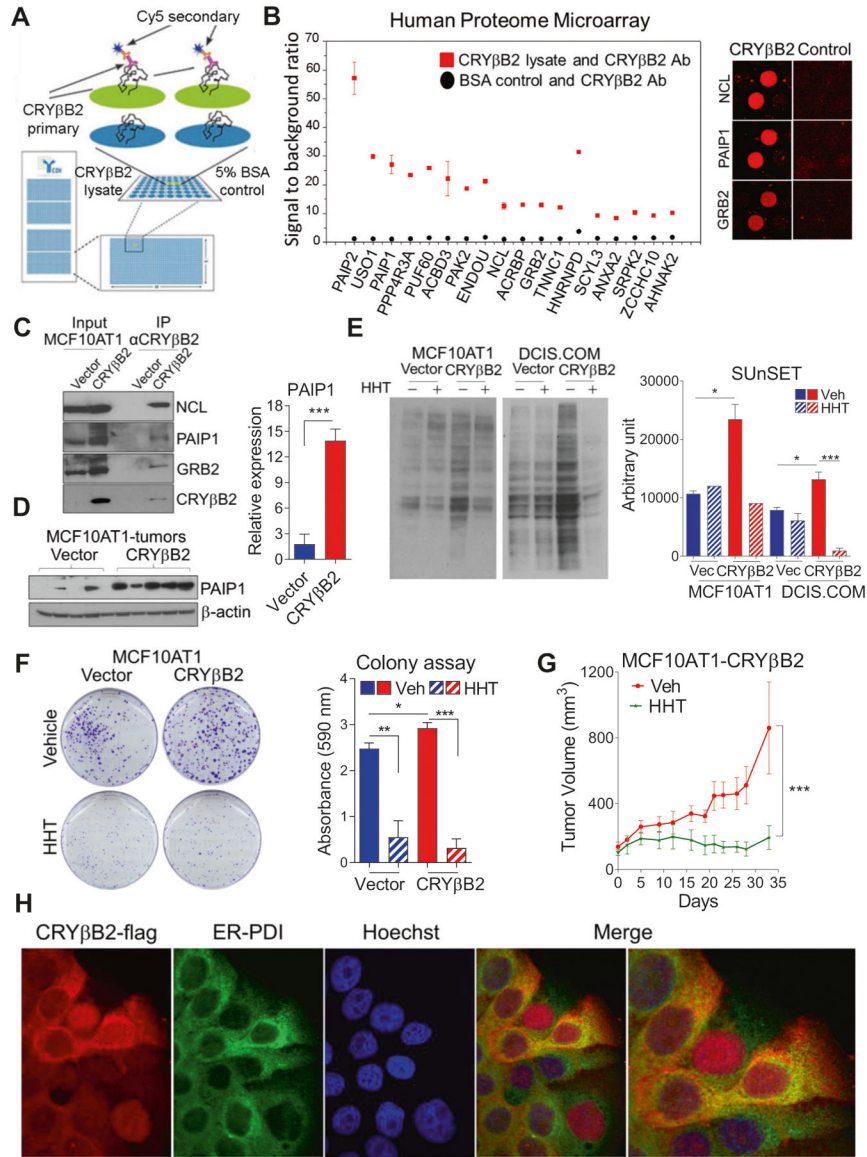 A
Cy5 secondary
CRYβB2
primary
CRYβB2
lysate
5% BSA
control
CDI
B
Human Proteome Microarray
Signal to background ratio
70
60
50
40
30
20
10
0
CRYβB2 lysate and CRYβB2 Ab
BSA control and CRYβB2 Ab
PAIP2
USO1
PAIP1
PPP4R3A
PUF60
ACBD3
PAK2
ENDOU
NCL
ACRBP
GRB2
TNNC1
HNRNPD
SCYL3
ANXA2
SRPK2
ZCCHC10
AHNAK2
CRYβB2 Control
NCL
PAIP1
GRB2
C
Input
MCF10AT1
IP
αCRYβB2
Vector
CRYβB2
Vector
CRYβB2
NCL
PAIP1
GRB2
CRYβB2
D
MCF10AT1-tumors
Vector
CRYβB2
PAIP1
β-actin
PAIP1
Relative expression
15
12
9
6
3
0
***
Vector
CRYβB2
E
MCF10AT1
Vector CRYβB2
DCIS.COM
Vector CRYβB2
HHT − + − + − + − +
SUnSET
Arbitrary unit
30000
20000
10000
0
Veh
HHT
*
*
***
Vec CRYβB2 Vec CRYβB2
MCF10AT1 DCIS.COM
F
MCF10AT1
Vector CRYβB2
Vehicle
HHT
Colony assay
Veh HHT
Absorbance (590 nm)
4
3
2
1
0
*
**
***
Vector CRYβB2
G
MCF10AT1-CRYβB2
Veh
HHT
Tumor Volume (mm3)
1200
800
400
0
***
0 5 10 15 20 25 30 35
Days
H
CRYβB2-flag ER-PDI Hoechst Merge